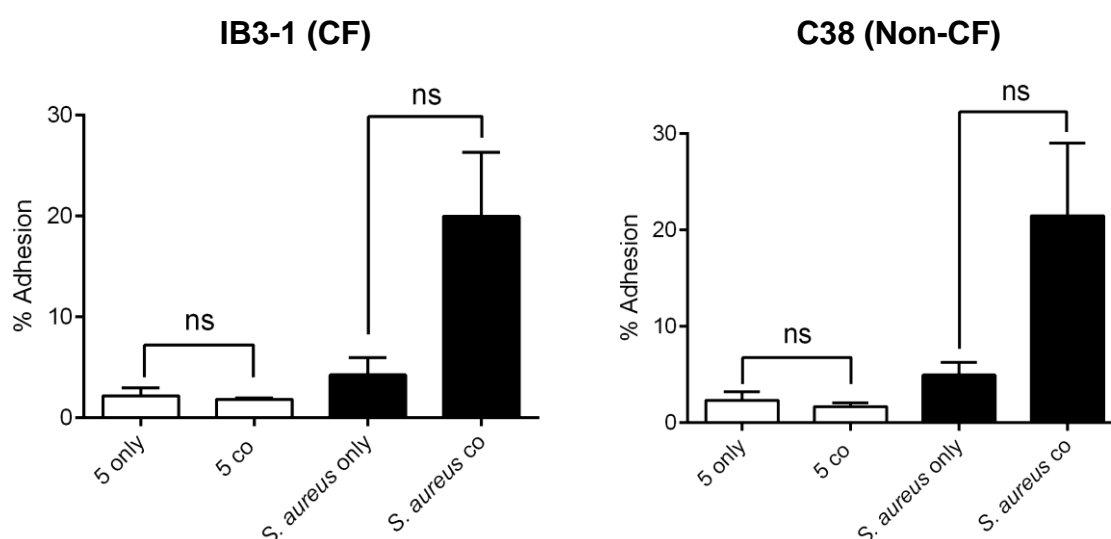 IB3-1 (CF)
ns
30
20
10
0
% Adhesion
ns
5 only
5 co
S. aureus only
S. aureus co
C38 (Non-CF)
ns
30
20
10
0
% Adhesion
ns
5 only
5 co
S. aureus only
S. aureus co